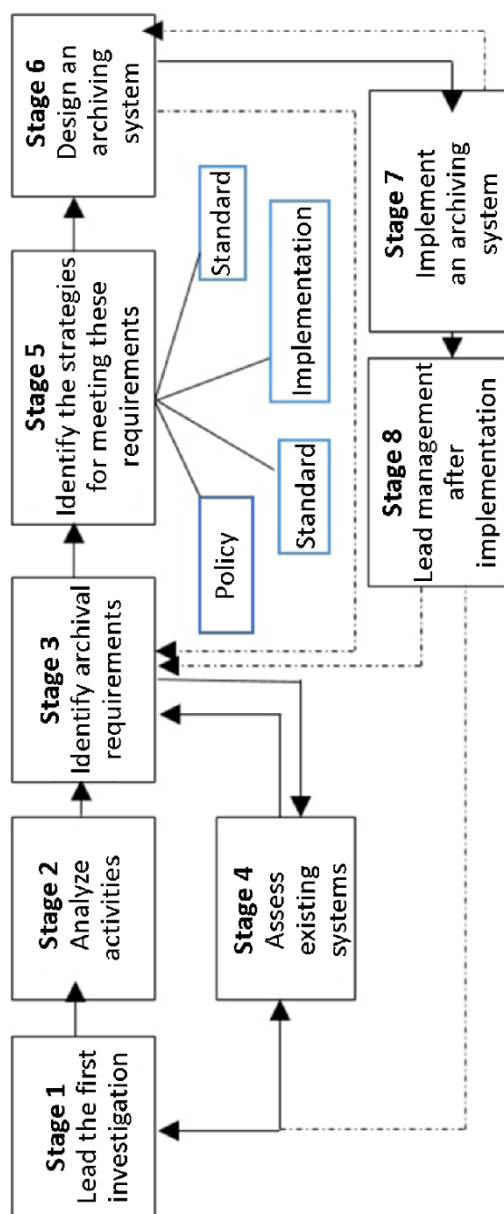 Stage 1
Lead the first
investigation
Stage 2
Analyze
activities
Stage 3
Identify archival
requirements
Stage 4
Assess
existing
systems
Stage 5
Identify the strategies
for meeting these
requirements
Policy
Standard
Implementation
Standard
Stage 6
Design an
archiving
system
Stage 7
Implement
an archiving
system
Stage 8
Lead management
after
implementation